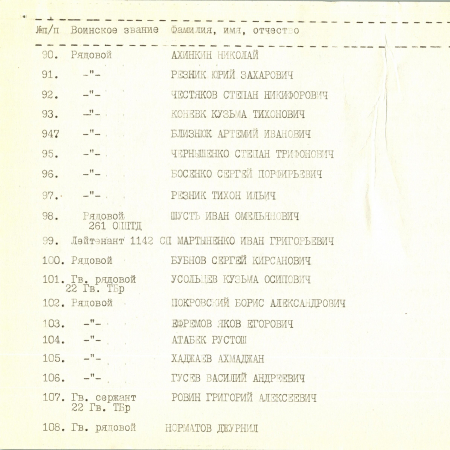 №п/п Воинское звание Фамилия, имя, отчество
90. Рядовой АХИНКИН НИКОЛАЙ
91. -"- РЕЗНИК ЮРИЙ ЗАХАРОВИЧ
92. -"- ЧЕСТЯКОВ СТЕПАН НИКИФОРОВИЧ
93. -"- КОНЕВК КУЗЬМА ТИХОНОВИЧ
947 -"- БЛИЗНЮК АРТЕМИЙ ИВАНОВИЧ
95. -"- ЧЕРНЫШЕНКО СТЕПАН ТРИФОНОВИЧ
96. -"- БОСЕНКО СЕРГЕЙ ПОРФИРЬЕВИЧ
97. -"- РЕЗНИК ТИХОН ИЛЬИЧ
98. Рядовой ШУСТЬ ИВАН ОМЕЛЬЯНОВИЧ
261 ОШПД
99. Лейтенант 1142 СП МАРТЫНЕНКО ИВАН ГРИГОРЬЕВИЧ
100. Рядовой БУБНОВ СЕРГЕЙ КИРСАНОВИЧ
101. Гв. рядовой УСОЛЬЦЕВ КУЗЬМА ОСИПОВИЧ
22 Гв. ТБр
102. Рядовой ПОКРОВСКИЙ БОРИС АЛЕКСАНДРОВИЧ
103. -"- ЕФРЕМОВ ЯКОВ ЕГОРОВИЧ
104. -"- АТАБЕК РУСТОШ
105. -"- ХАДЖАЕВ АХМАДЖАН
106. -"- ГУСЕВ ВАСИЛИЙ АНДРЕЕВИЧ
107. Гв. сержант РОВИН ГРИГОРИЙ АЛЕКСЕЕВИЧ
22 Гв. ТБр
108. Гв. рядовой НОРМАТОВ ДЖУРНИЛ